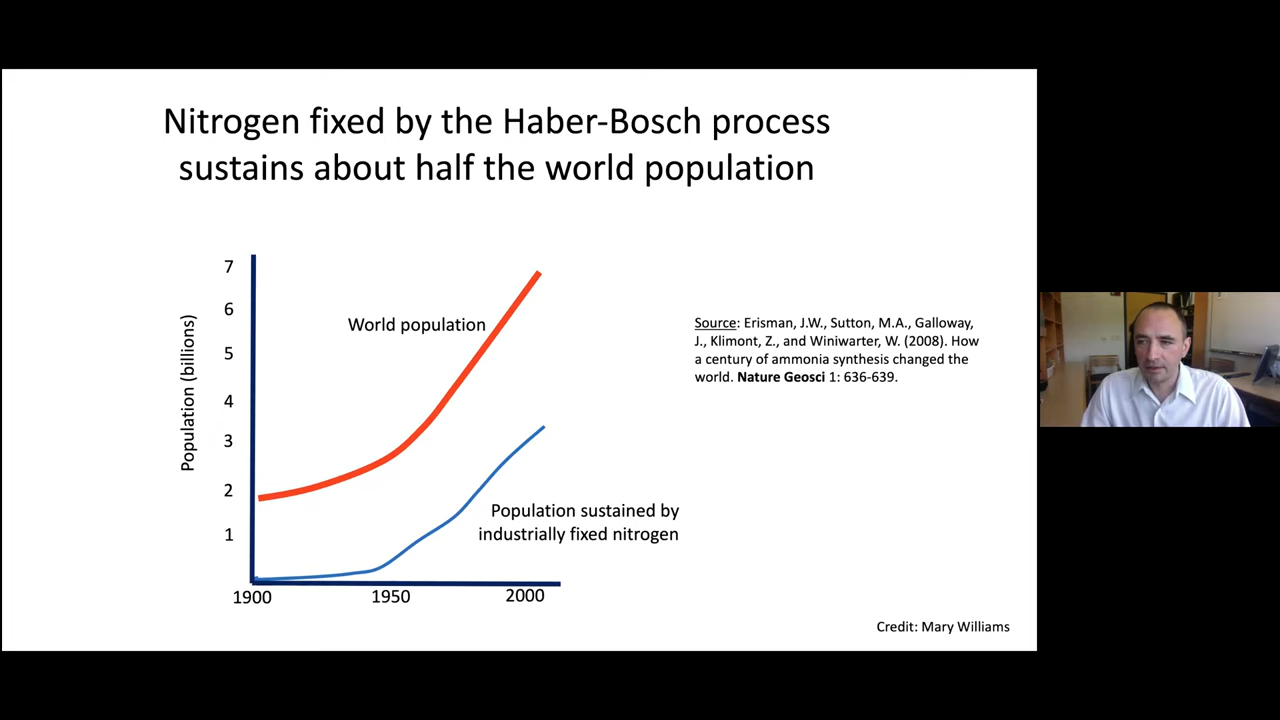 Nitrogen fixed by the Haber-Bosch process
sustains about half the world population
7
6
5
4
3
2
1
Population (billions)
World population
Population sustained by
industrially fixed nitrogen
1900
1950
2000
Source: Erisman, J.W., Sutton, M.A., Galloway,
J., Klimont, Z., and Winiwarter, W. (2008). How
a century of ammonia synthesis changed the
world. Nature Geosci 1: 636-639.
Credit: Mary Williams